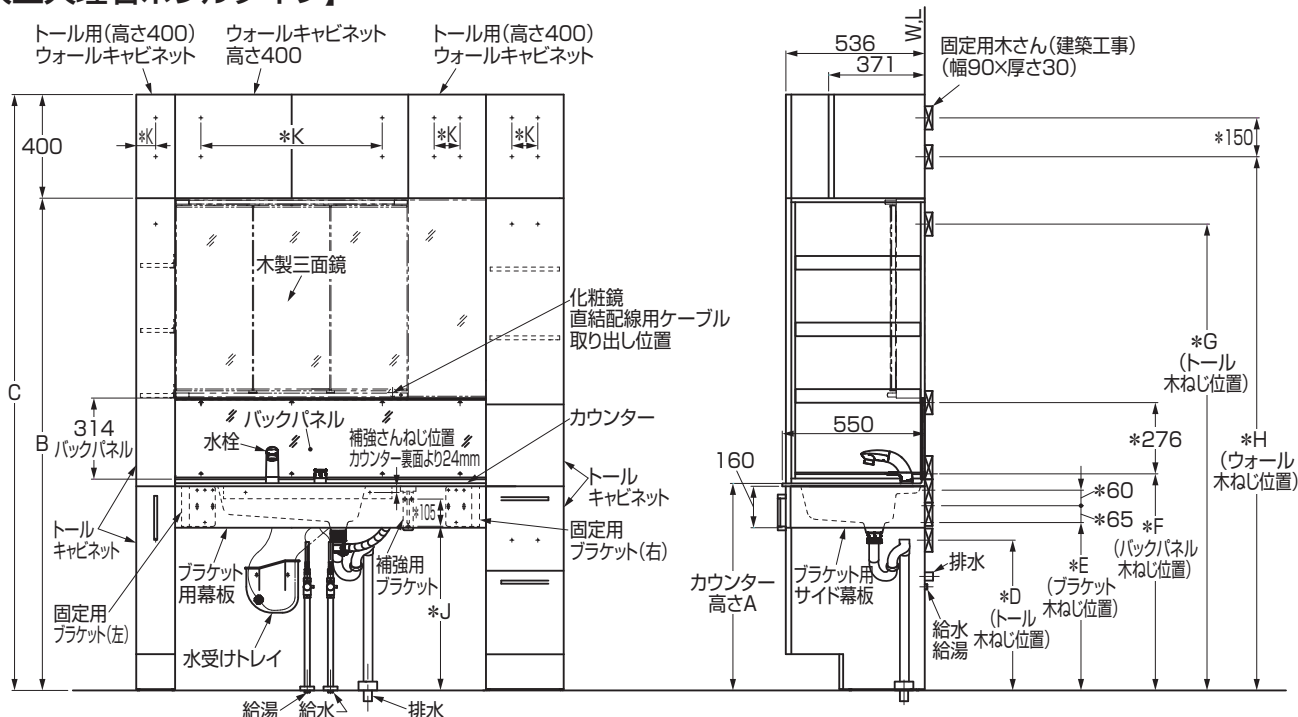 トール用(高さ400)
ウォールキャビネット
ウォールキャビネット
高さ400
トール用(高さ400)
ウォールキャビネット
536
371
W,L
固定用木さん(建築工事)
(幅90×厚さ30)
400
*K
*K
*K
*K
*150
木製三面鏡
化粧鏡
直結配線用ケーブル
取り出し位置
C
B
314
バックパネル
水栓
バックパネル
補強さんねじ位置
カウンター裏面より24mm
カウンター
トール
キャビネット
*105
トール
キャビネット
ブラケット
用幕板
補強用
ブラケット
固定用
ブラケット(右)
*J
固定用
ブラケット(左)
水受けトレイ
給湯
給水
排水
550
160
カウンター
高さA
ブラケット用
サイド幕板
排水
給水
給湯
*D
(トール
木ねじ位置)
*E
(ブラケット
木ねじ位置)
*F
(バックパネル
木ねじ位置)
*G
(トール
木ねじ位置)
*H
(ウォール
木ねじ位置)
*276
*60
*65